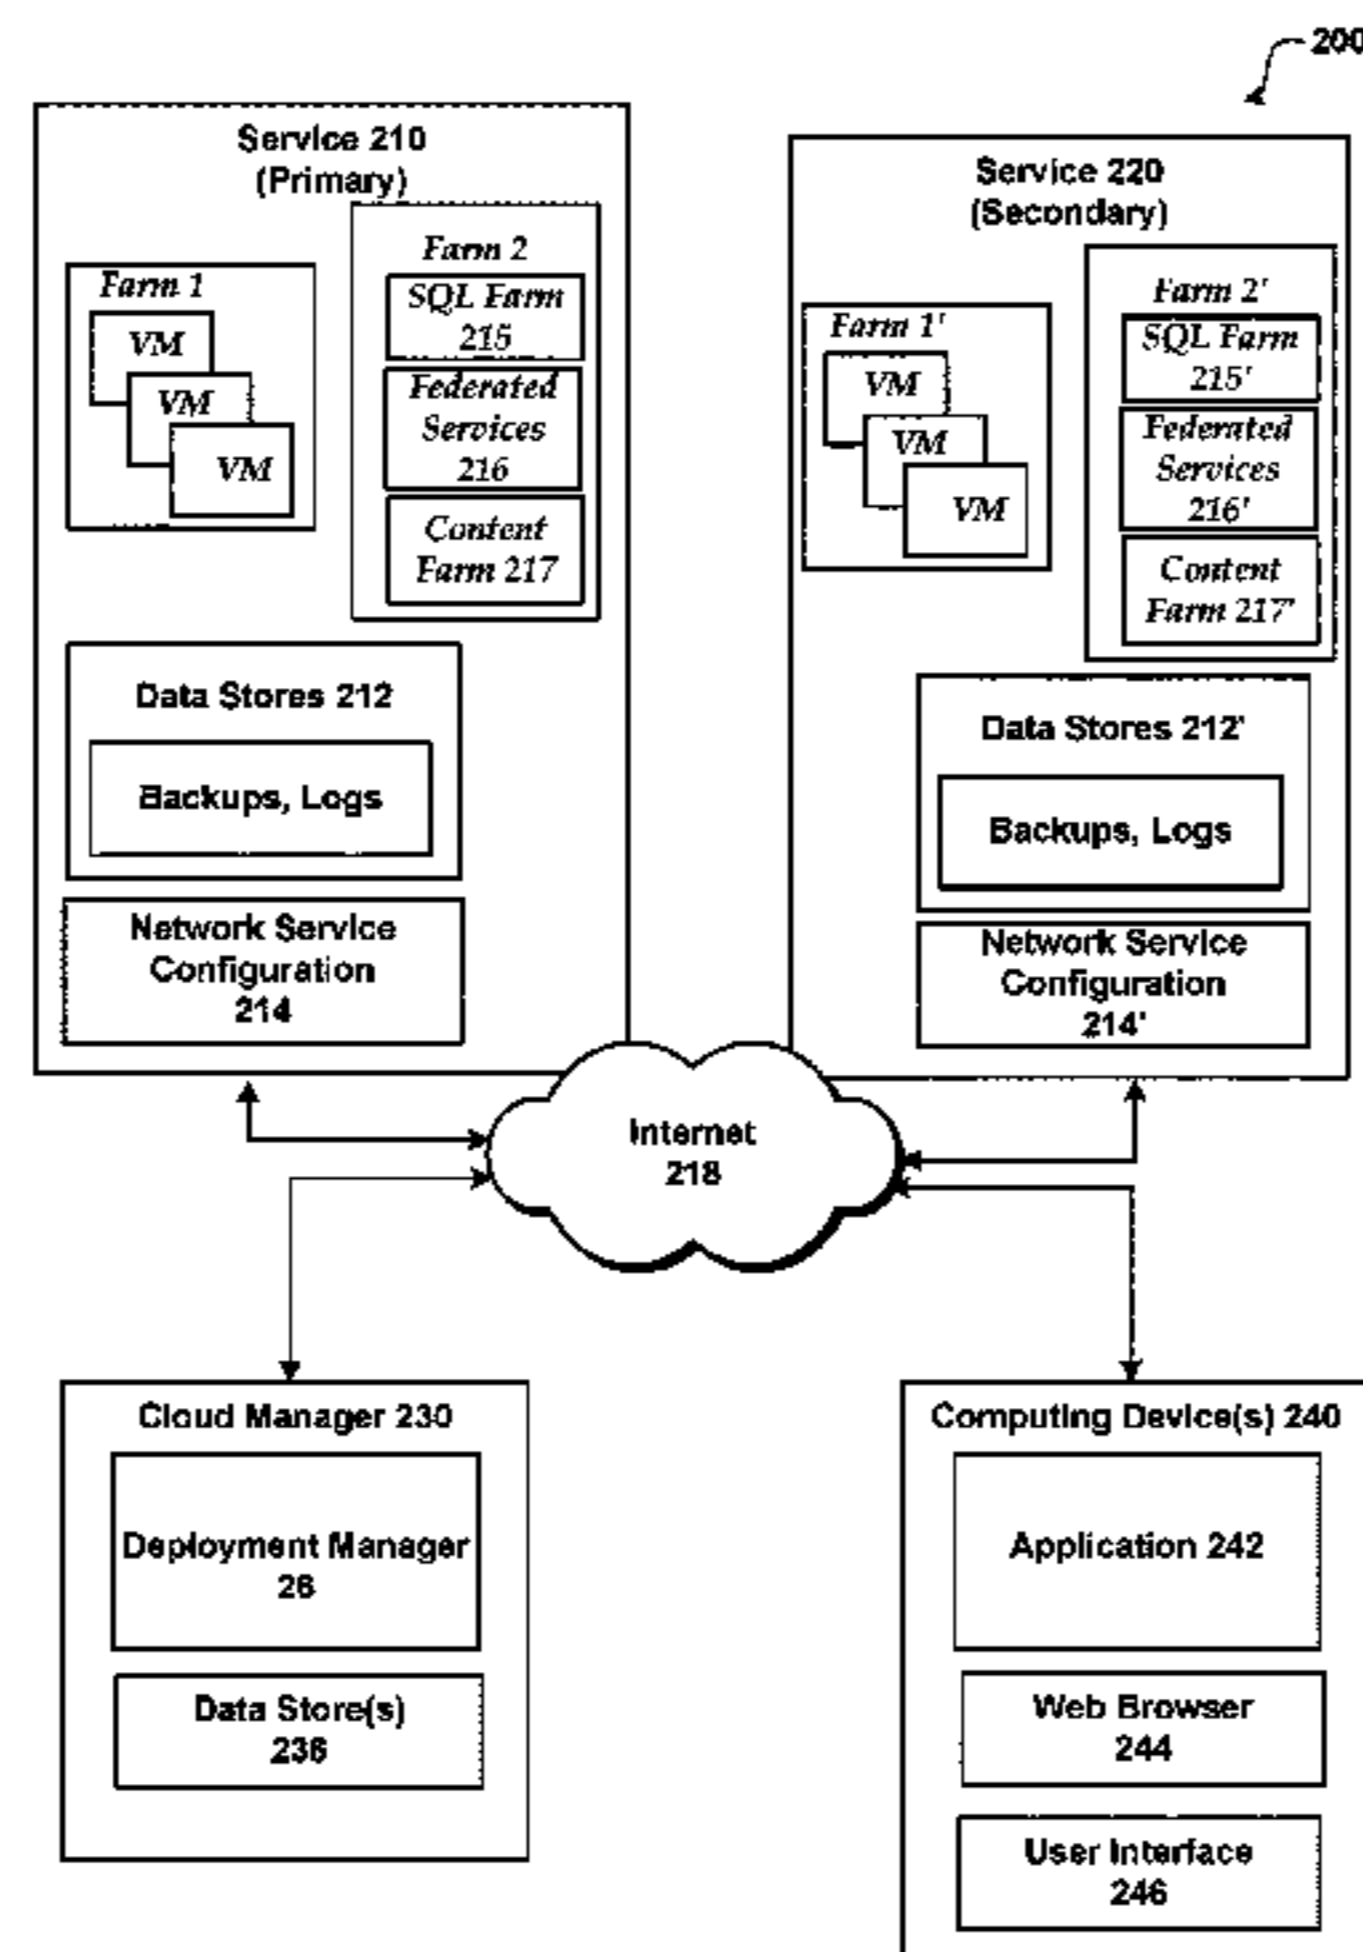 200
Service 210
(Primary)
Farm 1
VM
VM
VM
Farm 2
SQL Farm
215
Federated
Services
216
Content
Farm 217
Data Stores 212
Backups, Logs
Network Service
Configuration
214
Service 220
(Secondary)
Farm 1'
VM
VM
VM
Farm 2'
SQL Farm
215'
Federated
Services
216'
Content
Farm 217'
Data Stores 212'
Backups, Logs
Network Service
Configuration
214'
Internet
218
Cloud Manager 230
Deployment Manager
26
Data Store(s)
236
Computing Device(s) 240
Application 242
Web Browser
244
User Interface
246